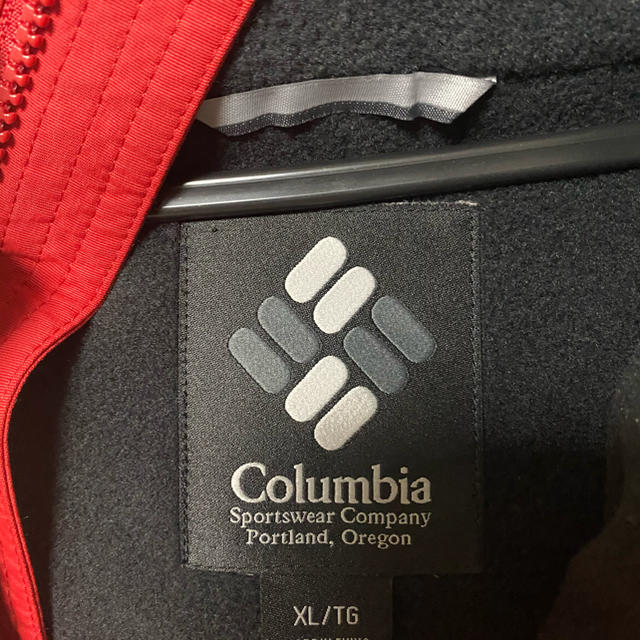 Columbia
Sportswear Company
Portland, Oregon
XL/TG